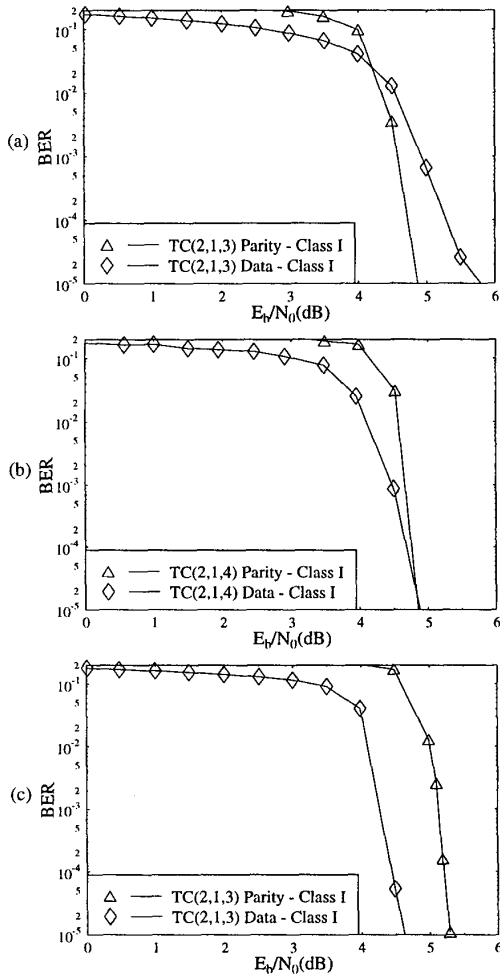 (a)
BER
2
10⁻¹
5
2
10⁻²
5
2
10⁻³
5
2
10⁻⁴
5
2
10⁻⁵
TC(2,1,3) Parity - Class I
TC(2,1,3) Data - Class I
0 1 2 3 4 5 6
E_b/N_0(dB)
(b)
BER
2
10⁻¹
5
2
10⁻²
5
2
10⁻³
5
2
10⁻⁴
5
2
10⁻⁵
TC(2,1,4) Parity - Class I
TC(2,1,4) Data - Class I
0 1 2 3 4 5 6
E_b/N_0(dB)
(c)
BER
2
10⁻¹
5
2
10⁻²
5
2
10⁻³
5
2
10⁻⁴
5
2
10⁻⁵
TC(2,1,3) Parity - Class I
TC(2,1,3) Data - Class I
0 1 2 3 4 5 6
E_b/N_0(dB)